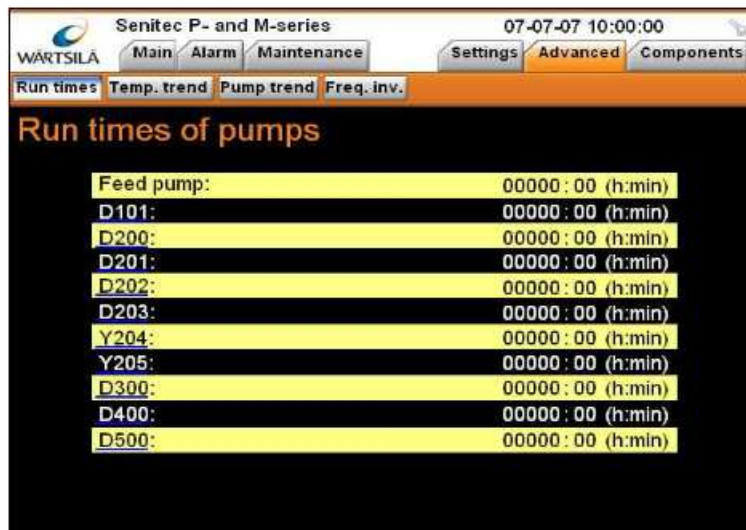 Senitec P- and M-series 07-07-07 10:00:00
WÄRTSILÄ Main Alarm Maintenance Settings Advanced Components
Run times Temp. trend Pump trend Freq. inv.
Run times of pumps
Feed pump: 00000:00 (h:min)
D101: 00000:00 (h:min)
D200: 00000:00 (h:min)
D201: 00000:00 (h:min)
D202: 00000:00 (h:min)
D203: 00000:00 (h:min)
Y204: 00000:00 (h:min)
Y205: 00000:00 (h:min)
D300: 00000:00 (h:min)
D400: 00000:00 (h:min)
D500: 00000:00 (h:min)